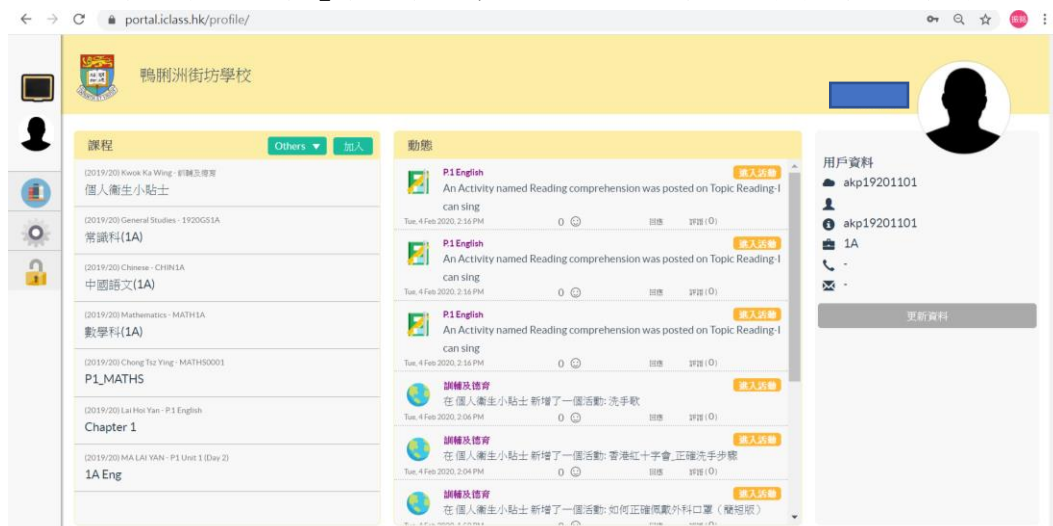 portal.iclass.hk/profile/
鴨脷洲街坊學校
課程
Others ▼
加入
(2019/20) Kwok Ka Wing - 訓輔及德育
個人衞生小貼士
(2019/20) General Studies - 1920GS1A
常識科(1A)
(2019/20) Chinese - CHIN1A
中國語文(1A)
(2019/20) Mathematics - MATH1A
數學科(1A)
(2019/20) Chong Tsz Ying - MATHS0001
P1_MATHS
(2019/20) Lai Hoi Yan - P.1 English
Chapter 1
(2019/20) MA LAI YAN - P1 Unit 1 (Day 2)
1A Eng
動態
P.1 English
進入活動
An Activity named Reading comprehension was posted on Topic Reading-I
can sing
Tue, 4 Feb 2020, 2:16 PM 0 回應 評語 (0)
P.1 English
進入活動
An Activity named Reading comprehension was posted on Topic Reading-I
can sing
Tue, 4 Feb 2020, 2:16 PM 0 回應 評語 (0)
P.1 English
進入活動
An Activity named Reading comprehension was posted on Topic Reading-I
can sing
Tue, 4 Feb 2020, 2:16 PM 0 回應 評語 (0)
訓輔及德育
進入活動
在 個人衞生小貼士 新增了一個活動: 洗手歌
Tue, 4 Feb 2020, 2:06 PM 0 回應 評語 (0)
訓輔及德育
進入活動
在 個人衞生小貼士 新增了一個活動: 香港紅十字會_正確洗手步驟
Tue, 4 Feb 2020, 2:04 PM 0 回應 評語 (0)
訓輔及德育
進入活動
在 個人衞生小貼士 新增了一個活動: 如何正確佩戴外科口罩（簡短版）
用戶資料
akp19201101
akp19201101
1A
-
-
更新資料